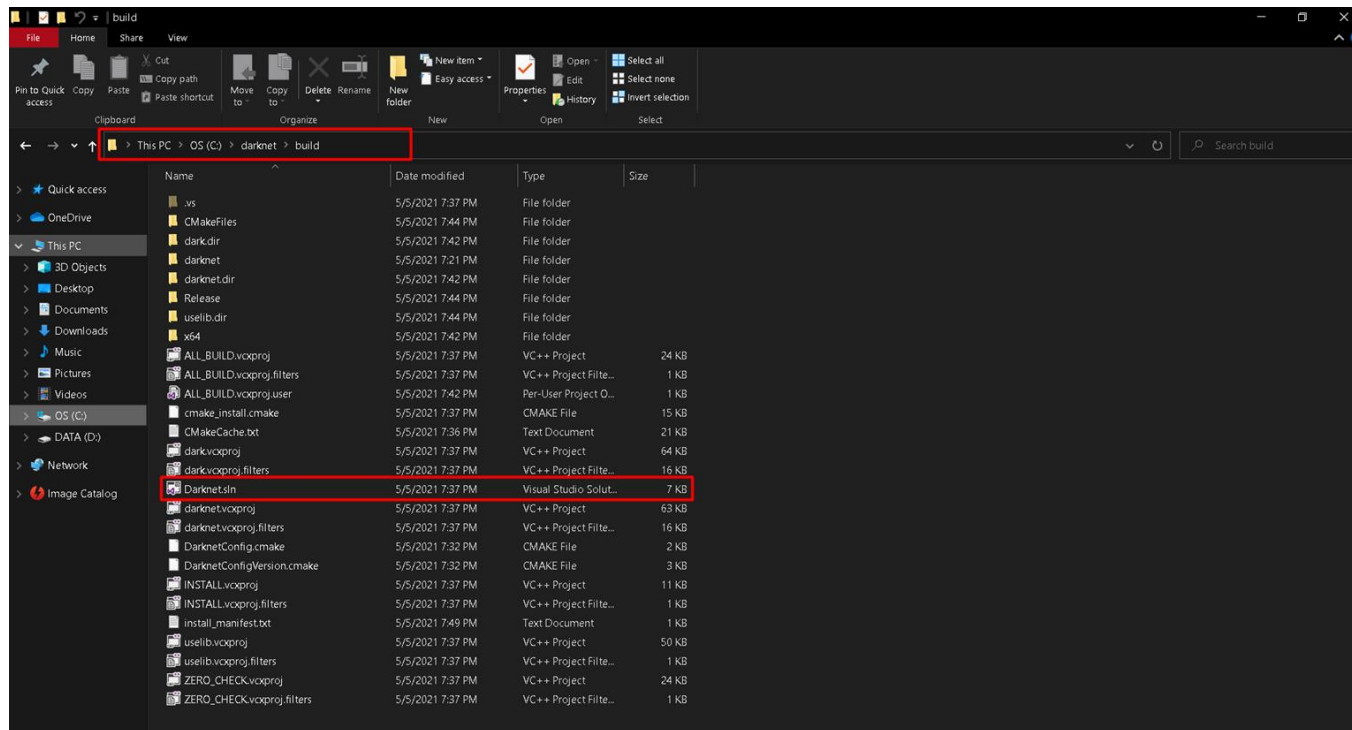 build
File Home Share View
Pin to Quick access
Copy
Paste
Cut
Copy path
Paste shortcut
Clipboard
Move to
Copy to
Delete
Rename
Organize
New folder
New item
Easy access
New
Properties
Open
Edit
History
Open
Select all
Select none
Invert selection
Select
This PC > OS (C:) > darknet > build
Search build
Quick access
OneDrive
This PC
3D Objects
Desktop
Documents
Downloads
Music
Pictures
Videos
OS (C:)
DATA (D:)
Network
Image Catalog
Name Date modified Type Size
.vs 5/5/2021 7:37 PM File folder
CMakeFiles 5/5/2021 7:44 PM File folder
dark.dir 5/5/2021 7:42 PM File folder
darknet 5/5/2021 7:21 PM File folder
darknet.dir 5/5/2021 7:42 PM File folder
Release 5/5/2021 7:44 PM File folder
uselib.dir 5/5/2021 7:44 PM File folder
x64 5/5/2021 7:42 PM File folder
ALL_BUILD.vcxproj 5/5/2021 7:37 PM VC++ Project 24 KB
ALL_BUILD.vcxproj.filters 5/5/2021 7:37 PM VC++ Project Filte... 1 KB
ALL_BUILD.vcxproj.user 5/5/2021 7:42 PM Per-User Project O... 1 KB
cmake_install.cmake 5/5/2021 7:37 PM CMAKE File 15 KB
CMakeCache.txt 5/5/2021 7:36 PM Text Document 21 KB
dark.vcxproj 5/5/2021 7:37 PM VC++ Project 64 KB
dark.vcxproj.filters 5/5/2021 7:37 PM VC++ Project Filte... 16 KB
Darknet.sln 5/5/2021 7:37 PM Visual Studio Solut... 7 KB
darknet.vcxproj 5/5/2021 7:37 PM VC++ Project 63 KB
darknet.vcxproj.filters 5/5/2021 7:37 PM VC++ Project Filte... 16 KB
DarknetConfig.cmake 5/5/2021 7:32 PM CMAKE File 2 KB
DarknetConfigVersion.cmake 5/5/2021 7:32 PM CMAKE File 3 KB
INSTALL.vcxproj 5/5/2021 7:37 PM VC++ Project 11 KB
INSTALL.vcxproj.filters 5/5/2021 7:37 PM VC++ Project Filte... 1 KB
install_manifest.txt 5/5/2021 7:49 PM Text Document 1 KB
uselib.vcxproj 5/5/2021 7:37 PM VC++ Project 50 KB
uselib.vcxproj.filters 5/5/2021 7:37 PM VC++ Project Filte... 1 KB
ZERO_CHECK.vcxproj 5/5/2021 7:37 PM VC++ Project 24 KB
ZERO_CHECK.vcxproj.filters 5/5/2021 7:37 PM VC++ Project Filte... 1 KB